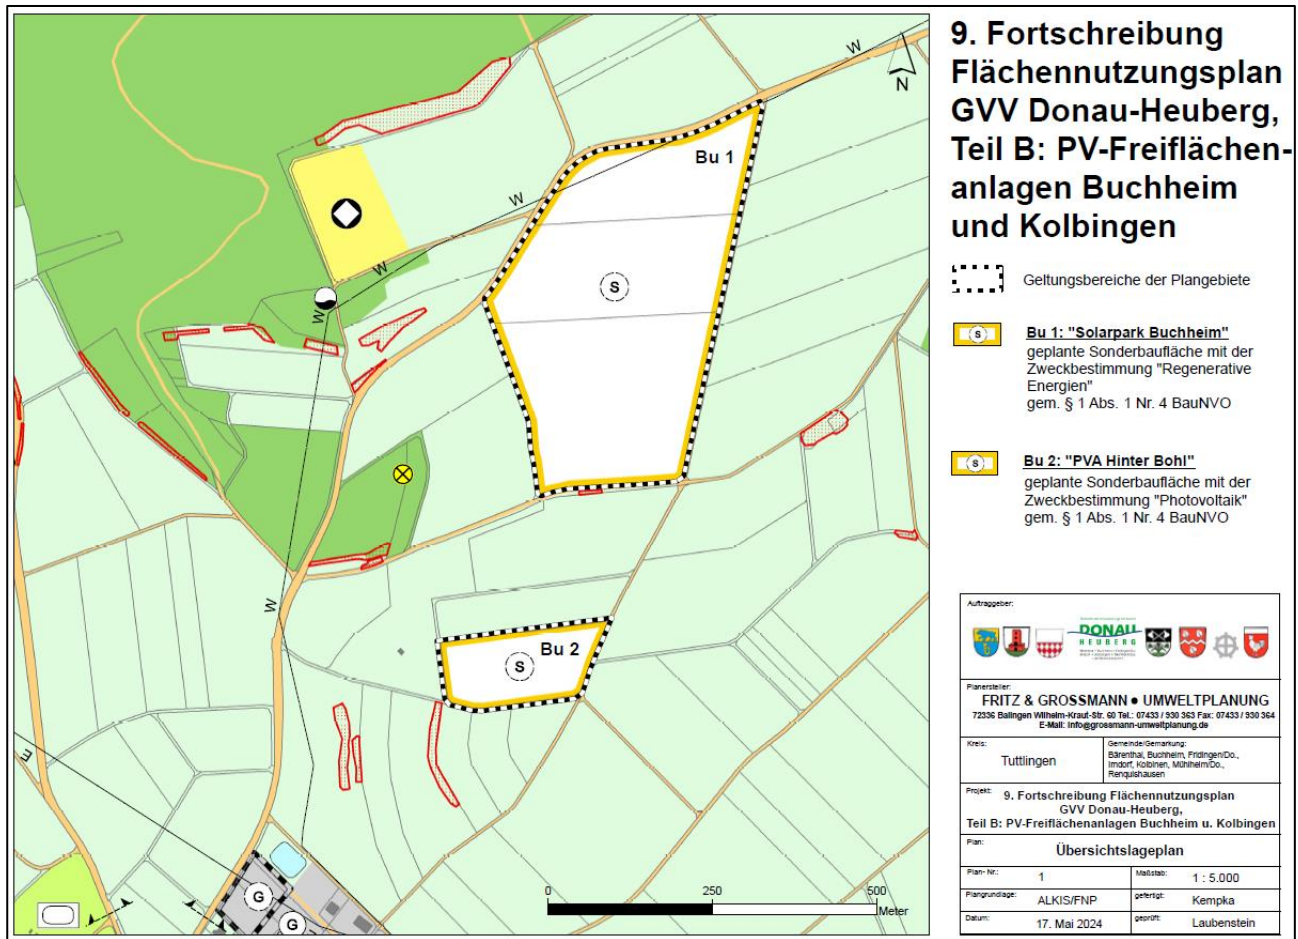 W
N
Bu 1
W
W
W
S
W
Bu 2
S
E
G
G
0
250
500
Meter
9. Fortschreibung
Flächennutzungsplan
GVV Donau-Heuberg,
Teil B: PV-Freiflächen-
anlagen Buchheim
und Kolbingen
Geltungsbereiche der Plangebiete
S
Bu 1: "Solarpark Buchheim"
geplante Sonderbaufläche mit der
Zweckbestimmung "Regenerative
Energien"
gem. § 1 Abs. 1 Nr. 4 BauNVO
S
Bu 2: "PVA Hinter Bohl"
geplante Sonderbaufläche mit der
Zweckbestimmung "Photovoltaik"
gem. § 1 Abs. 1 Nr. 4 BauNVO
Auftraggeber:
DONAU
HEUBERG
Planersteller:
FRITZ & GROSSMANN ● UMWELTPLANUNG
72336 Balingen Wilhelm-Kraut-Str. 60 Tel.: 07433 / 930 363 Fax: 07433 / 930 364
E-Mail: info@grossmann-umweltplanung.de
Kreis:
Tuttlingen
Gemeinde/Gemarkung:
Bärenthal, Buchheim, Fridingen/Do.,
Irndorf, Kolbinen, Mühlheim/Do.,
Renquishausen
Projekt: 9. Fortschreibung Flächennutzungsplan
GVV Donau-Heuberg,
Teil B: PV-Freiflächenanlagen Buchheim u. Kolbingen
Plan:
Übersichtslageplan
Plan- Nr.: 1
Maßstab: 1 : 5.000
Plangrundlage: ALKIS/FNP
gefertigt: Kempka
Datum: 17. Mai 2024
geprüft: Laubenstein